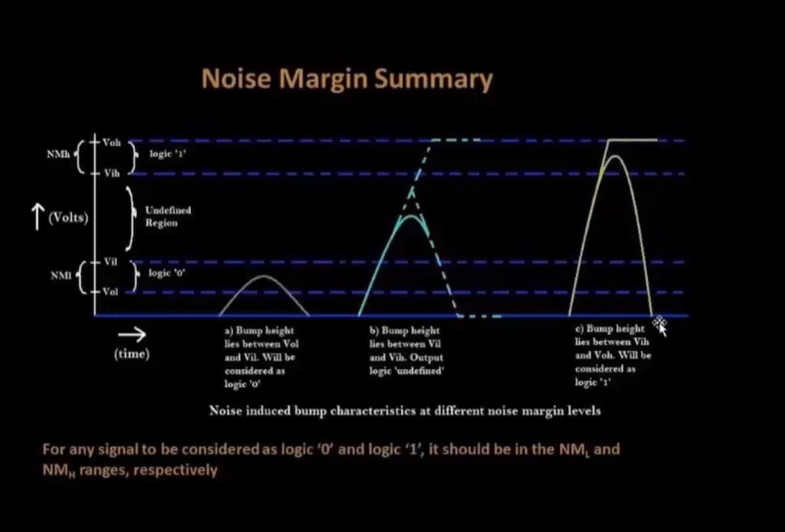 Noise Margin Summary
NMh
Voh
logic '1'
Vih
(Volts)
Undefined
Region
NMl
Vil
logic '0'
Vol
(time)
a) Bump height
lies between Vol
and Vil. Will be
considered as
logic '0'
b) Bump height
lies between Vil
and Vih. Output
logic 'undefined'
c) Bump height
lies between Vih
and Voh. Will be
considered as
logic '1'
Noise induced bump characteristics at different noise margin levels
For any signal to be considered as logic '0' and logic '1', it should be in the NML and
NMH ranges, respectively